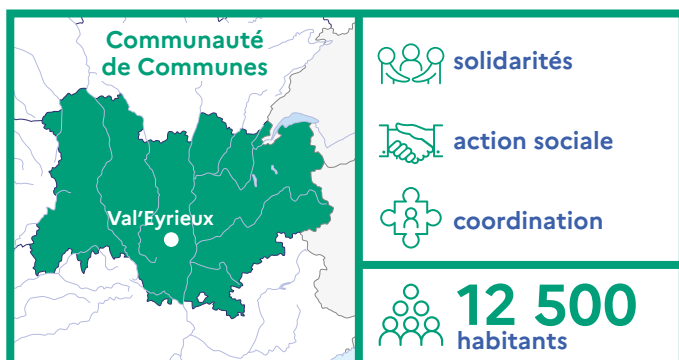 Communauté
de Communes
Val'Eyrieux
solidarités
action sociale
coordination
12 500
habitants